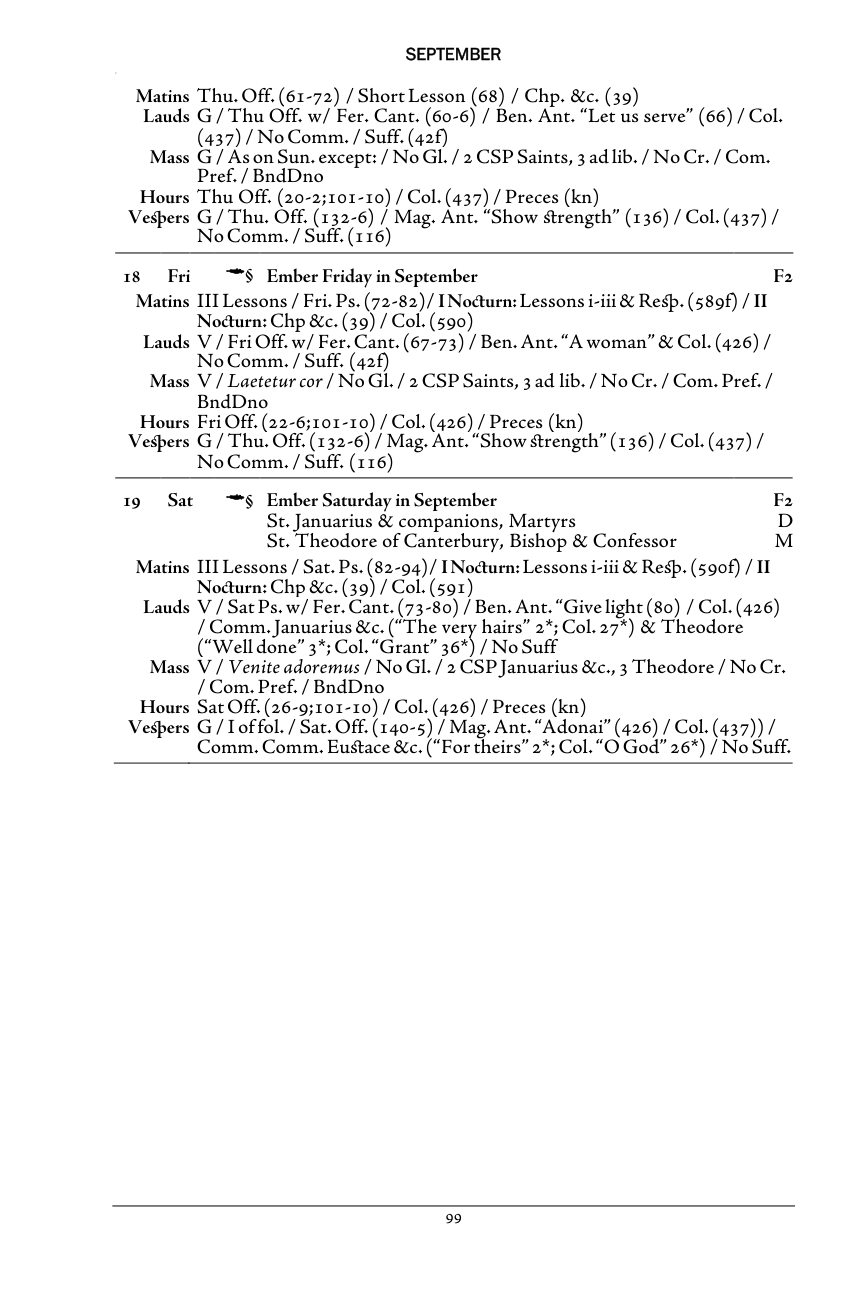 SEPTEMBER
Matins Thu. Off. (61-72) / Short Lesson (68) / Chp. &c. (39)
Lauds G / Thu Off. w/ Fer. Cant. (60-6) / Ben. Ant. “Let us serve” (66) / Col.
(437) / No Comm. / Suff. (42f)
Mass G / As on Sun. except: / No Gl. / 2 CSP Saints, 3 ad lib. / No Cr. / Com.
Pref. / BndDno
Hours Thu Off. (20-2;101-10) / Col. (437) / Preces (kn)
Vespers G / Thu. Off. (132-6) / Mag. Ant. “Show strength” (136) / Col. (437) /
No Comm. / Suff. (116)
18 Fri § Ember Friday in September F2
Matins III Lessons / Fri. Ps. (72-82)/ I Nocturn: Lessons i-iii & Resp. (589f) / II
Nocturn: Chp &c. (39) / Col. (590)
Lauds V / Fri Off. w/ Fer. Cant. (67-73) / Ben. Ant. “A woman” & Col. (426) /
No Comm. / Suff. (42f)
Mass V / Laetetur cor / No Gl. / 2 CSP Saints, 3 ad lib. / No Cr. / Com. Pref. /
BndDno
Hours Fri Off. (22-6;101-10) / Col. (426) / Preces (kn)
Vespers G / Thu. Off. (132-6) / Mag. Ant. “Show strength” (136) / Col. (437) /
No Comm. / Suff. (116)
19 Sat § Ember Saturday in September F2
St. Januarius & companions, Martyrs D
St. Theodore of Canterbury, Bishop & Confessor M
Matins III Lessons / Sat. Ps. (82-94)/ I Nocturn: Lessons i-iii & Resp. (590f) / II
Nocturn: Chp &c. (39) / Col. (591)
Lauds V / Sat Ps. w/ Fer. Cant. (73-80) / Ben. Ant. “Give light (80) / Col. (426)
/ Comm. Januarius &c. (“The very hairs” 2*; Col. 27*) & Theodore
(“Well done” 3*; Col. “Grant” 36*) / No Suff
Mass V / Venite adoremus / No Gl. / 2 CSP Januarius &c., 3 Theodore / No Cr.
/ Com. Pref. / BndDno
Hours Sat Off. (26-9;101-10) / Col. (426) / Preces (kn)
Vespers G / I of fol. / Sat. Off. (140-5) / Mag. Ant. “Adonai” (426) / Col. (437)) /
Comm. Comm. Eustace &c. (“For theirs” 2*; Col. “O God” 26*) / No Suff.
99